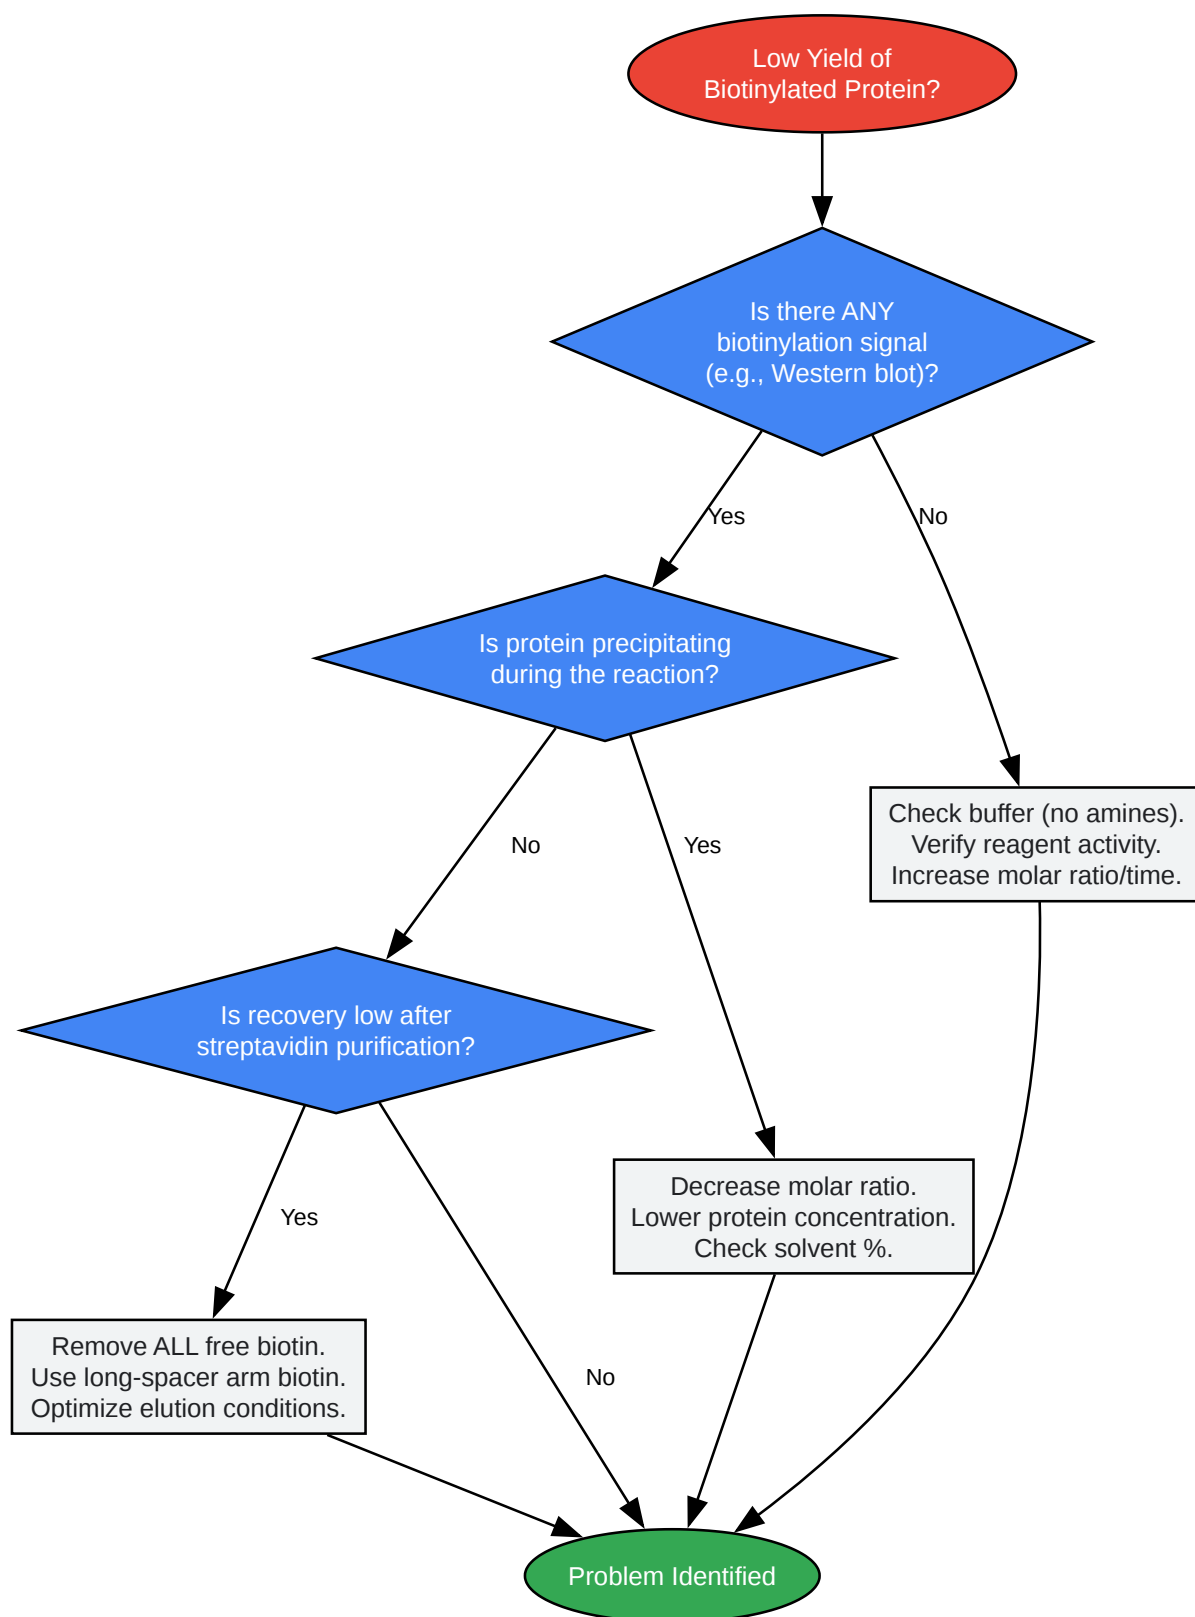 Low Yield of
Biotinylated Protein?
Is there ANY
biotinylation signal
(e.g., Western blot)?
Yes
No
Is protein precipitating
during the reaction?
Check buffer (no amines).
Verify reagent activity.
Increase molar ratio/time.
No
Yes
Is recovery low after
streptavidin purification?
Decrease molar ratio.
Lower protein concentration.
Check solvent %.
Yes
Remove ALL free biotin.
Use long-spacer arm biotin.
Optimize elution conditions.
No
Problem Identified